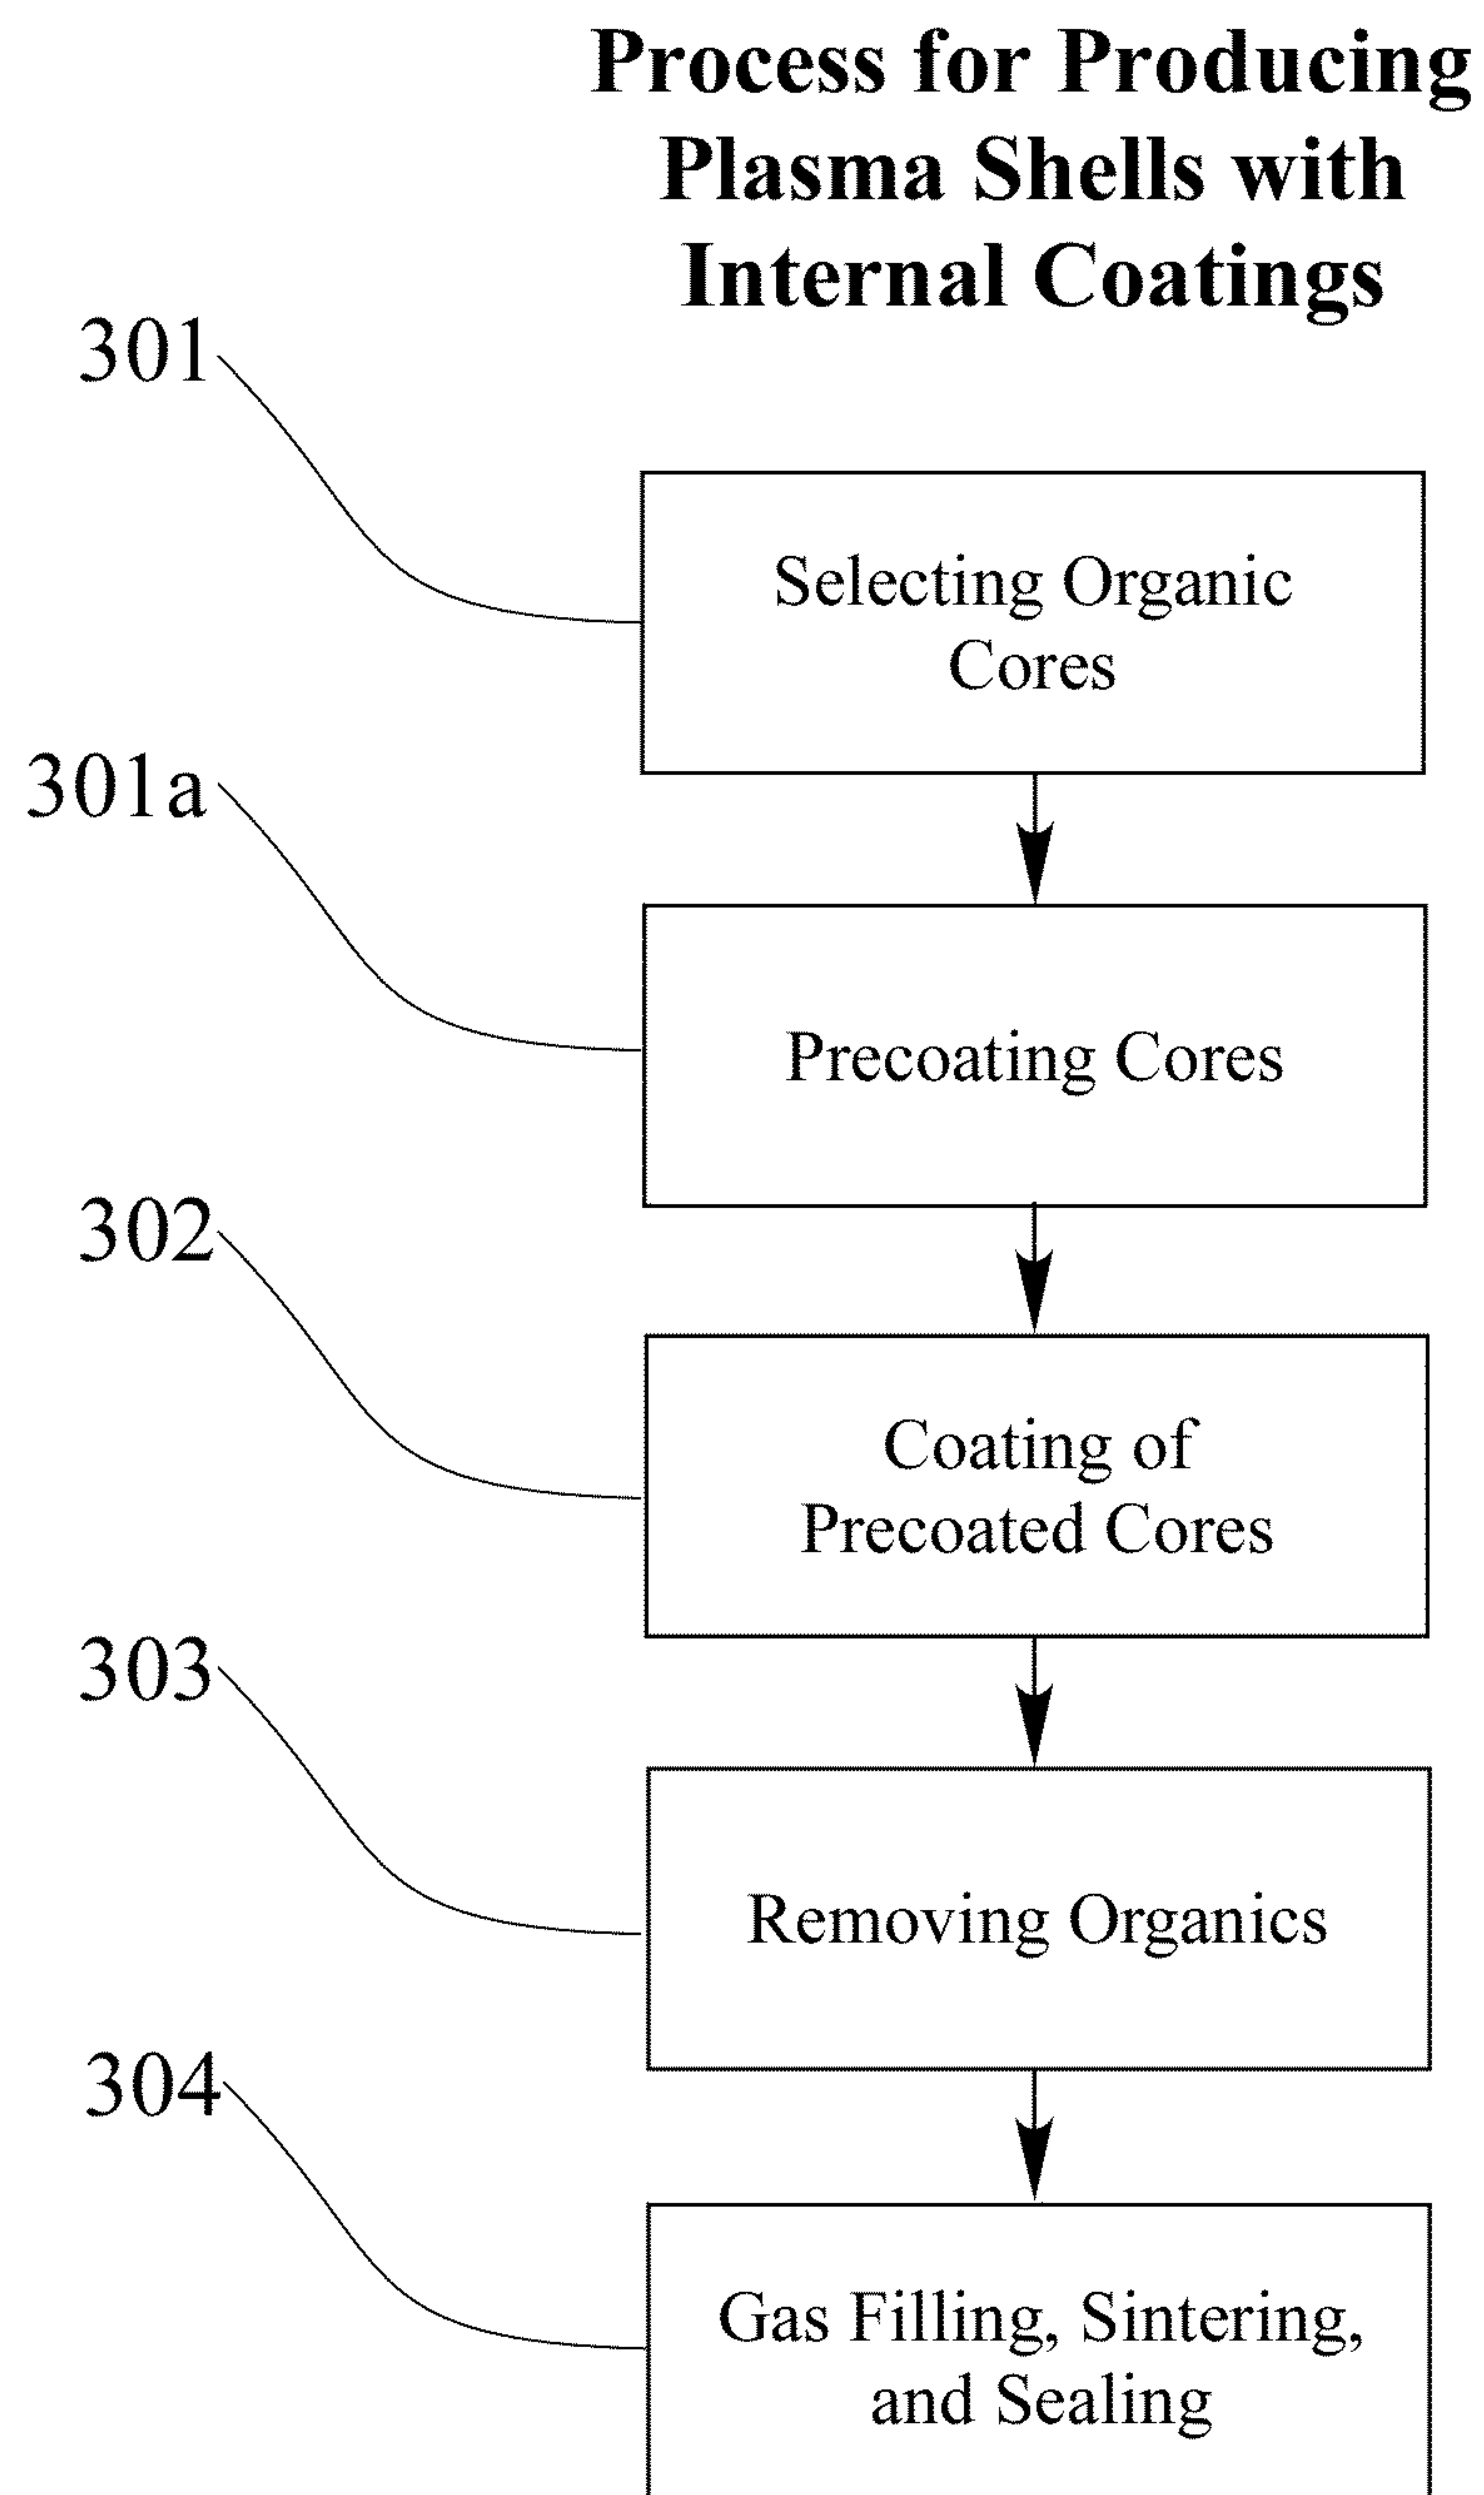 Process for Producing
Plasma Shells with
Internal Coatings
301
Selecting Organic
Cores
301a
Precoating Cores
302
Coating of
Precoated Cores
303
Removing Organics
304
Gas Filling, Sintering,
and Sealing